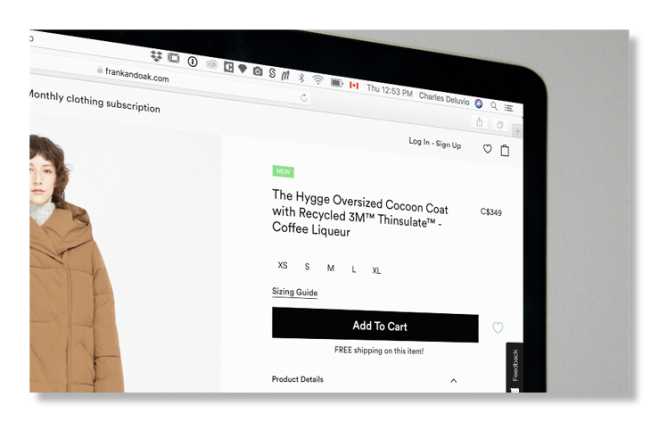 Thu 12:53 PM Charles Deluvio
frankandoak.com
Monthly clothing subscription
Log In - Sign Up
NEW
The Hygge Oversized Cocoon Coat
with Recycled 3M™ Thinsulate™ -
Coffee Liqueur
C$349
XS S M L XL
Sizing Guide
Add To Cart
FREE shipping on this item!
Feedback
Product Details